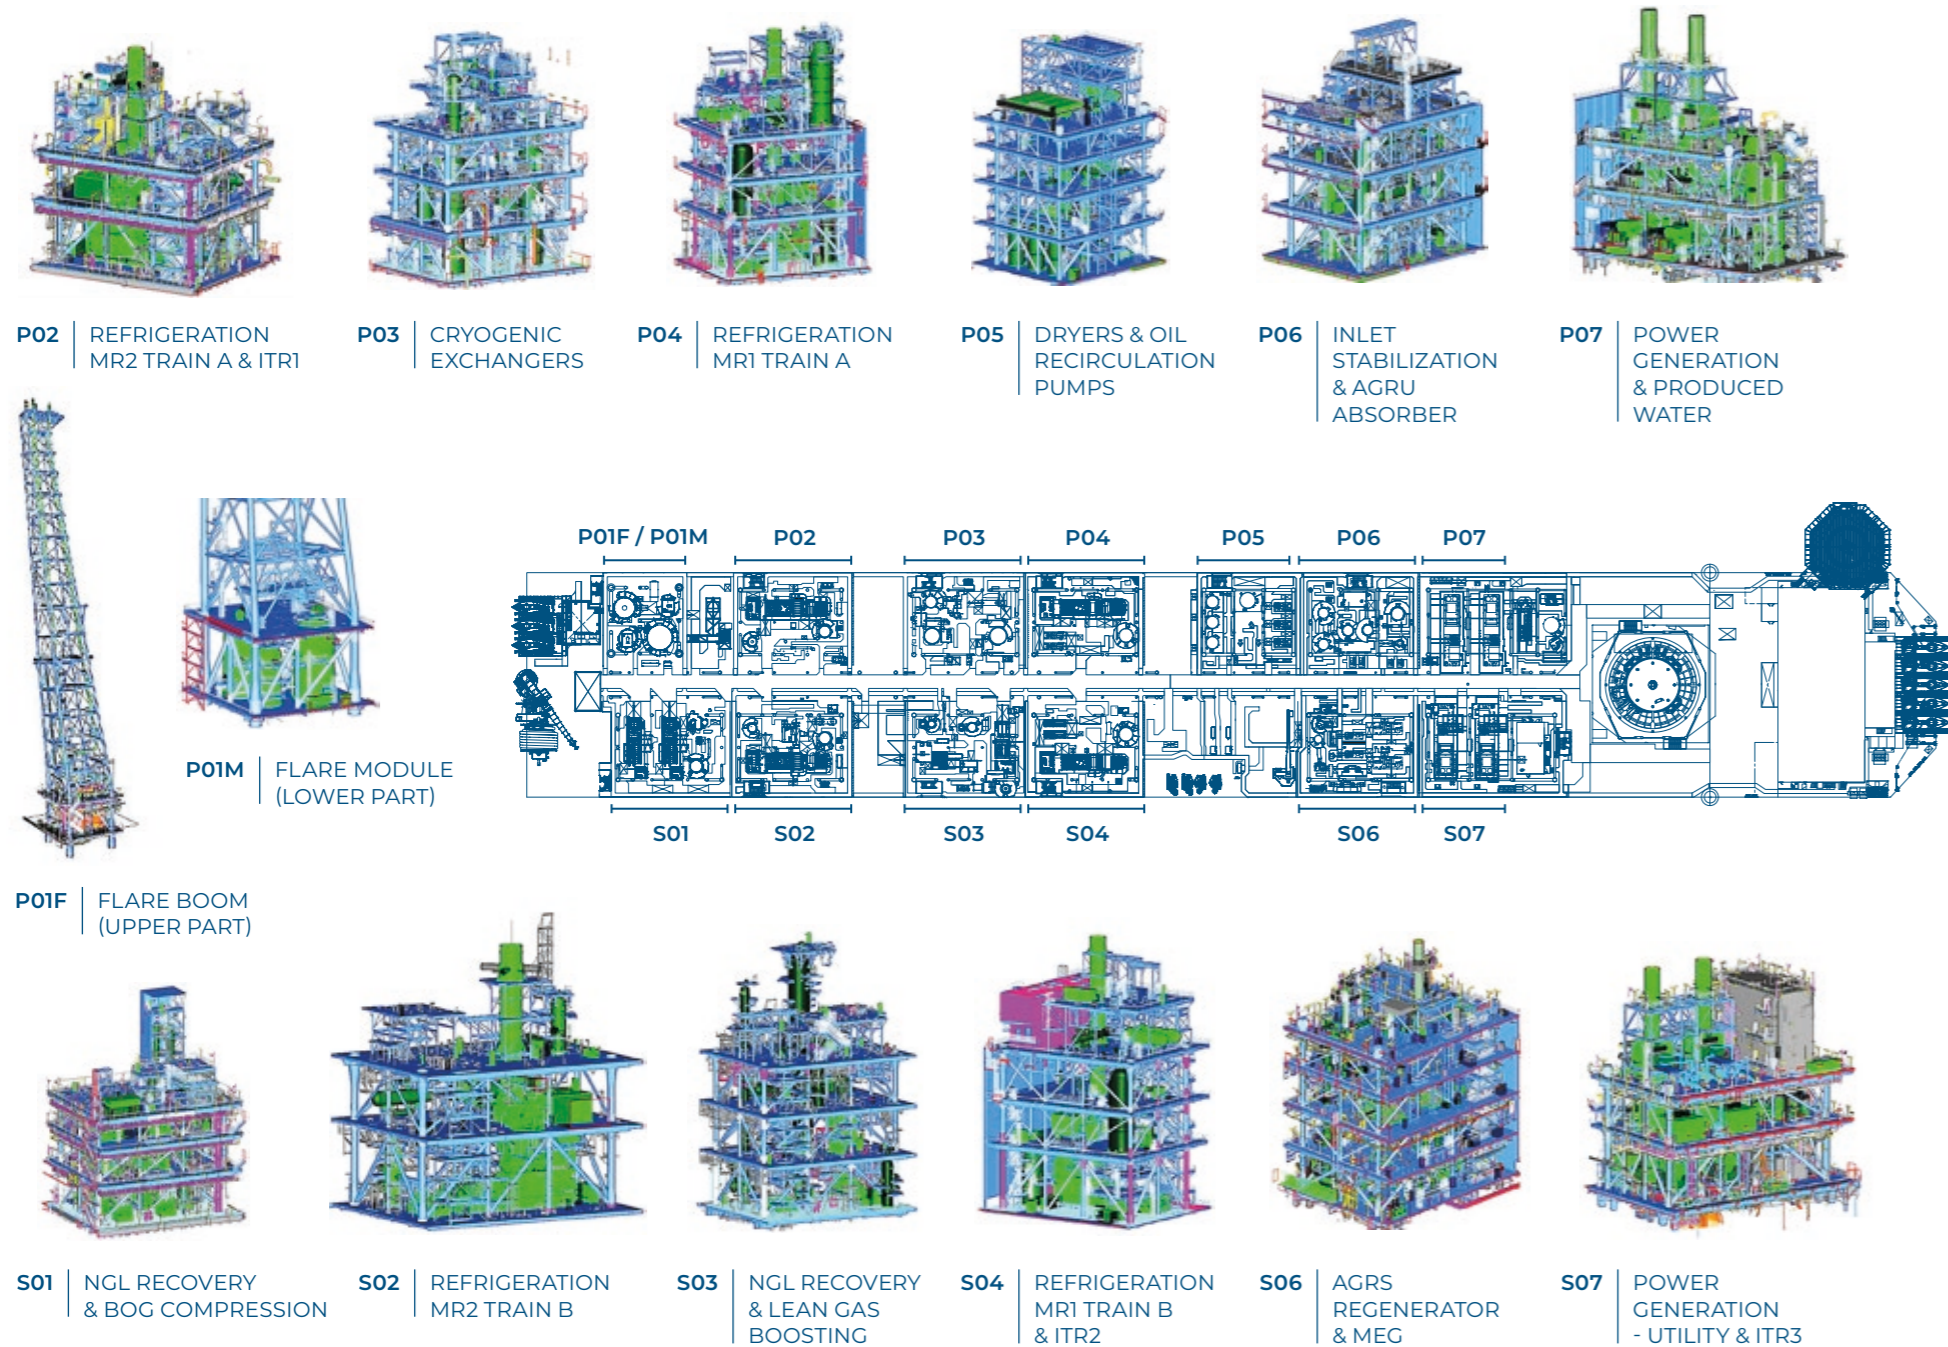 P02
REFRIGERATION
MR2 TRAIN A & ITR1
P03
CRYOGENIC
EXCHANGERS
P04
REFRIGERATION
MR1 TRAIN A
P05
DRYERS & OIL
RECIRCULATION
PUMPS
P06
INLET
STABILIZATION
& AGRU
ABSORBER
P07
POWER
GENERATION
& PRODUCED
WATER
P01F / P01M
P02
P03
P04
P05
P06
P07
P01M
FLARE MODULE
(LOWER PART)
S01
S02
S03
S04
S06
S07
P01F
FLARE BOOM
(UPPER PART)
S01
NGL RECOVERY
& BOG COMPRESSION
S02
REFRIGERATION
MR2 TRAIN B
S03
NGL RECOVERY
& LEAN GAS
BOOSTING
S04
REFRIGERATION
MR1 TRAIN B
& ITR2
S06
AGRS
REGENERATOR
& MEG
S07
POWER
GENERATION
- UTILITY & ITR3